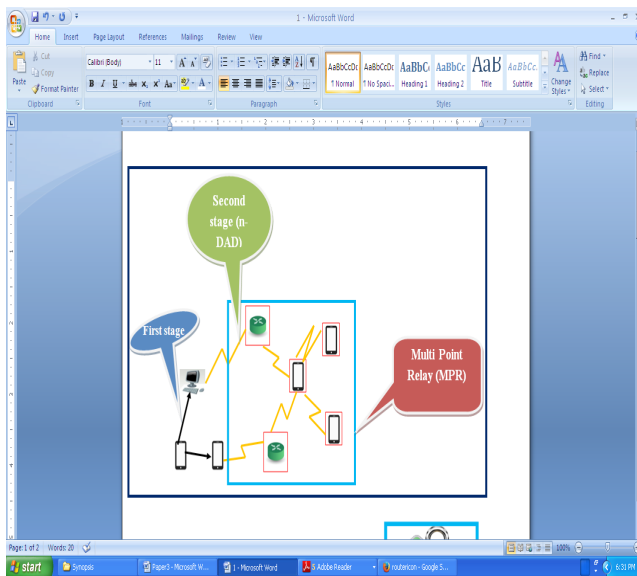 1 - Microsoft Word
Home Insert Page Layout References Mailings Review View
Cut
Copy
Format Painter
Paste
Clipboard
Calibri (Body) 11
Font
Paragraph
AaBbCcDc AaBbCcDc AaBbC AaBbCc AaB AaBbCc.
¶ Normal ¶ No Spaci... Heading 1 Heading 2 Title Subtitle
Change
Styles
Styles
Find
Replace
Select
Editing
Second
stage (n-
DAD)
First stage
Multi Point
Relay (MPR)
Page: 1 of 2 Words: 20
100%
start Synopsis Paper3 - Microsoft W... 1 - Microsoft Word 5 Adobe Reader routericon - Google S... 6:31 PM